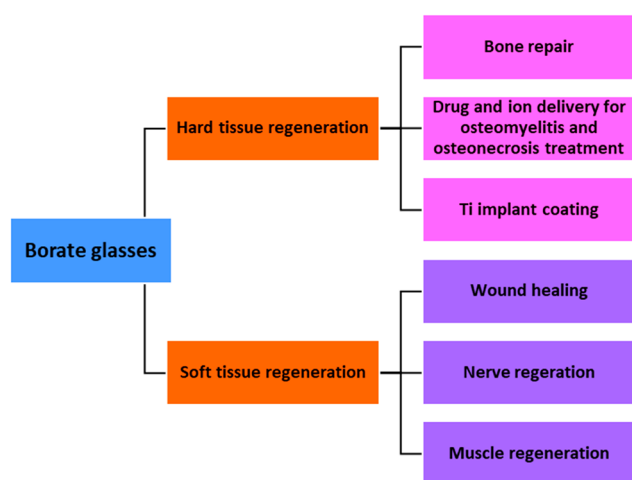 Bone repair
Hard tissue regeneration
Drug and ion delivery for
osteomyelitis and
osteonecrosis treatment
Ti implant coating
Borate glasses
Wound healing
Soft tissue regeneration
Nerve regeration
Muscle regeneration